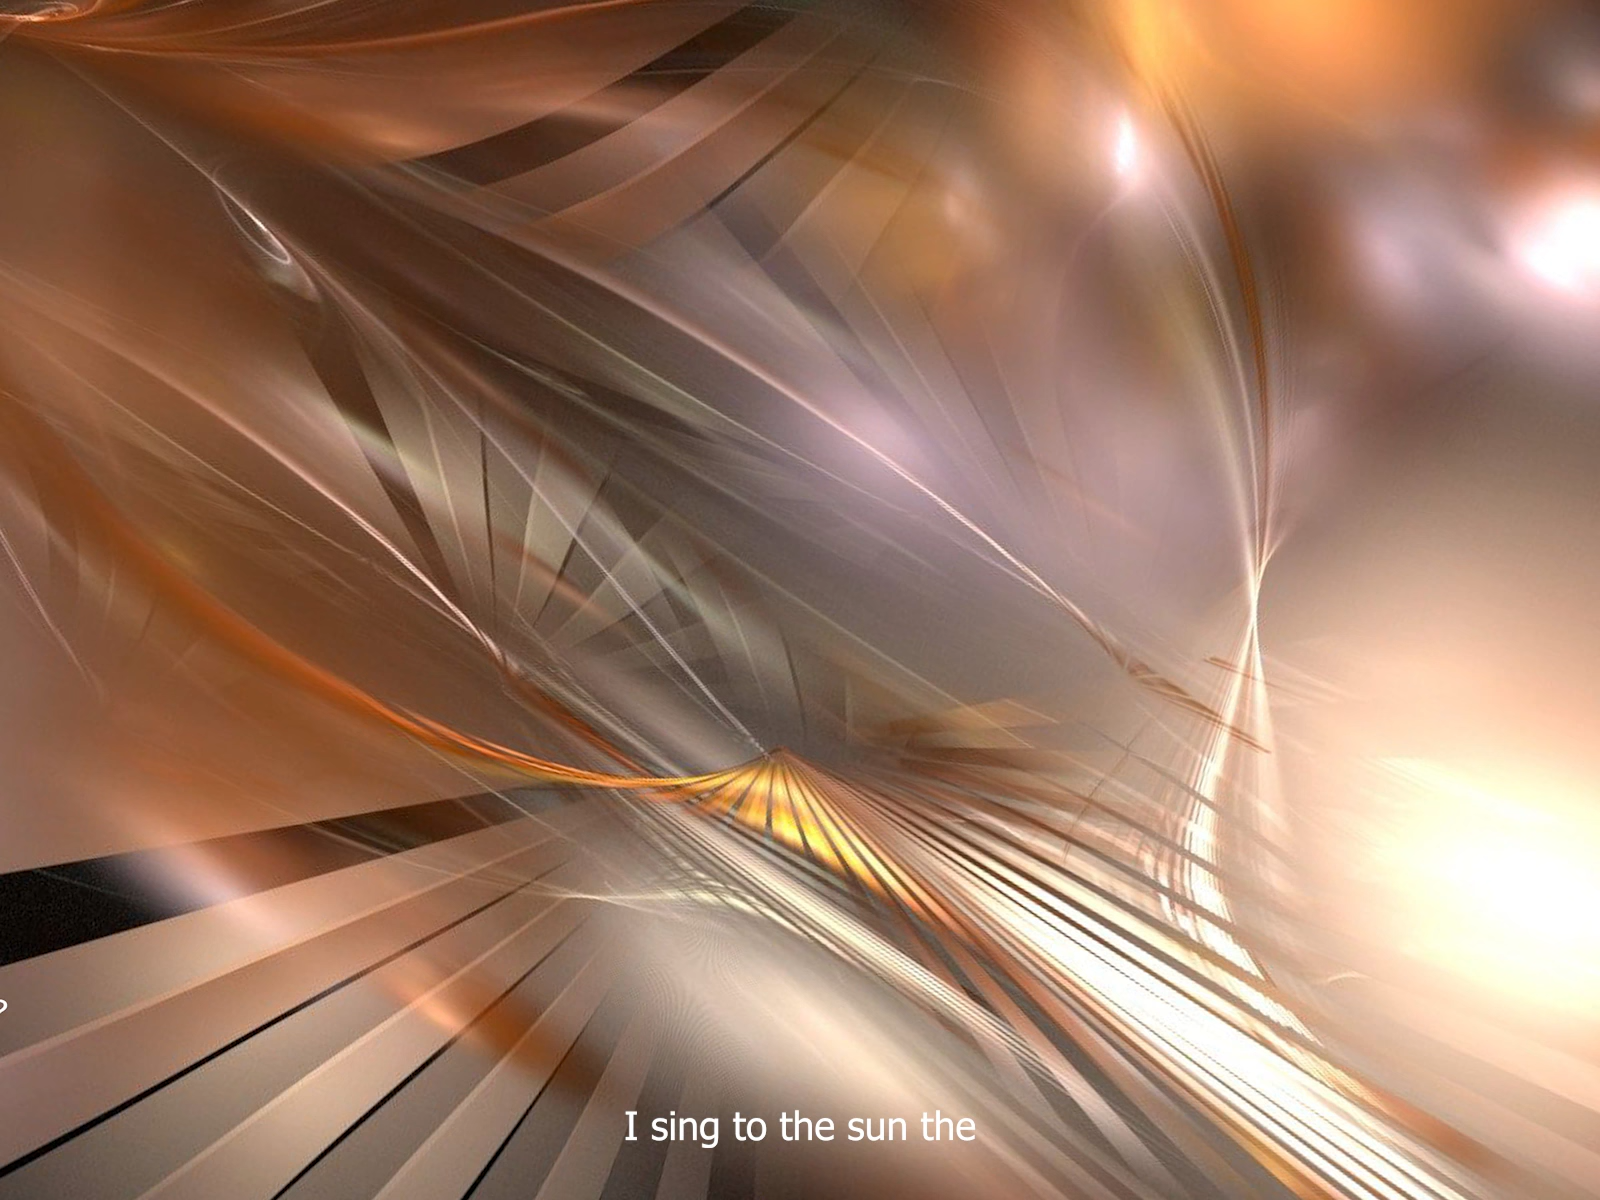 I sing to the sun the